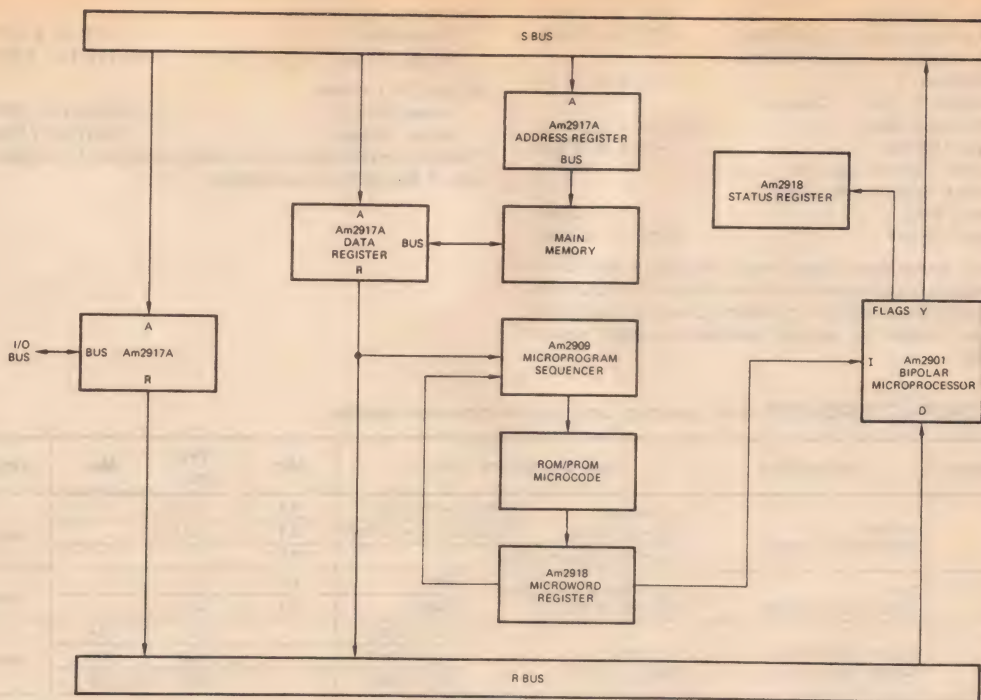 S BUS
A
Am2917A
ADDRESS REGISTER
BUS
Am2918
STATUS REGISTER
A
Am2917A
DATA
REGISTER
BUS
R
MAIN
MEMORY
I/O
BUS
A
BUS
Am2917A
R
Am2909
MICROPROGRAM
SEQUENCER
FLAGS Y
I
Am2901
BIPOLAR
MICROPROCESSOR
D
ROM/PROM
MICROCODE
Am2918
MICROWORD
REGISTER
R BUS